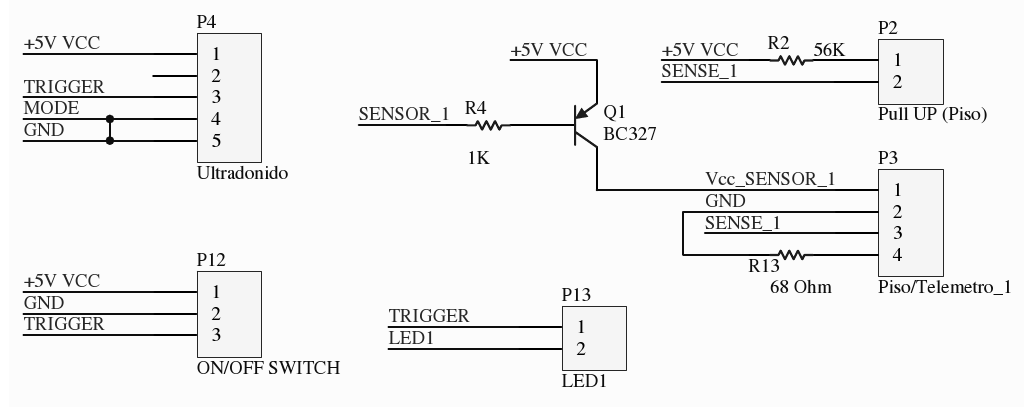 P4
+5V VCC
1
2
TRIGGER
3
MODE
4
GND
5
Ultradonido
+5V VCC
SENSOR_1
R4
1K
Q1
BC327
P2
+5V VCC
R2
56K
1
SENSE_1
2
Pull UP (Piso)
P3
Vcc_SENSOR_1
1
GND
2
SENSE_1
3
4
R13
68 Ohm
Piso/Telemetro_1
P12
+5V VCC
1
GND
2
TRIGGER
3
ON/OFF SWITCH
P13
TRIGGER
1
LED1
2
LED1